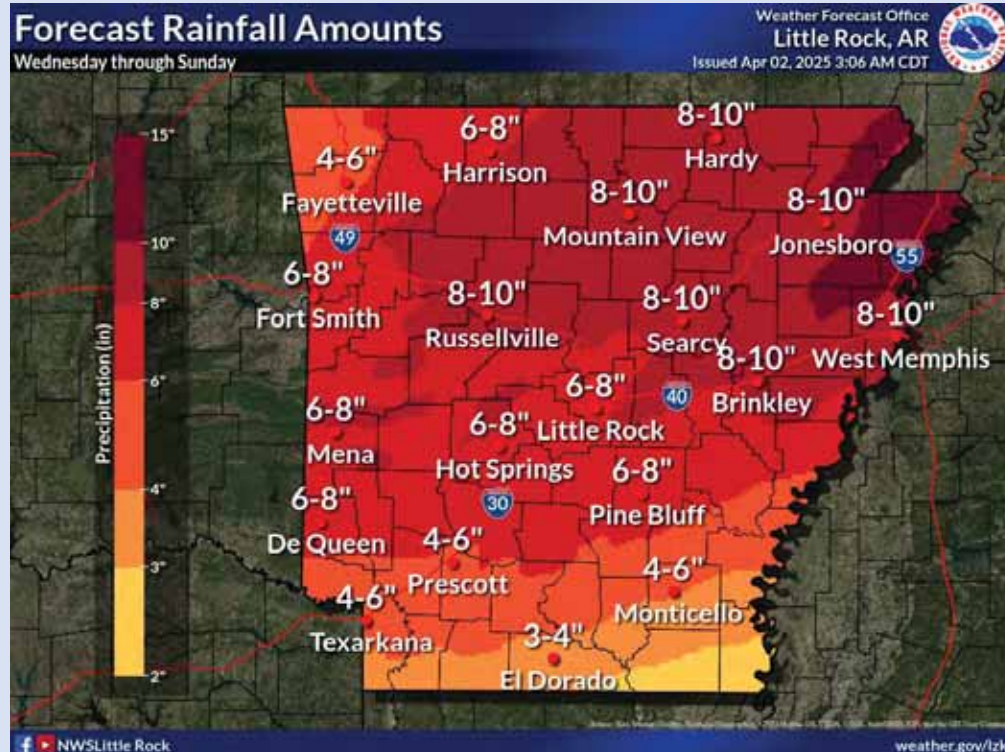 Forecast Rainfall Amounts
Wednesday through Sunday
Weather Forecast Office
Little Rock, AR
Issued Apr 02, 2025 3:06 AM CDT
Precipitation (in)
15"
10"
8"
6"
4"
3"
2"
4-6"
Fayetteville
6-8"
Harrison
8-10"
Hardy
8-10"
Mountain View
8-10"
Jonesboro
49
55
6-8"
Fort Smith
8-10"
Russellville
8-10"
Searcy
8-10"
West Memphis
8-10"
Brinkley
40
6-8"
Little Rock
6-8"
Mena
6-8"
Hot Springs
30
6-8"
Pine Bluff
6-8"
De Queen
4-6"
Prescott
4-6"
Monticello
4-6"
Texarkana
3-4"
El Dorado
NWSLittle Rock
weather.gov/lzk